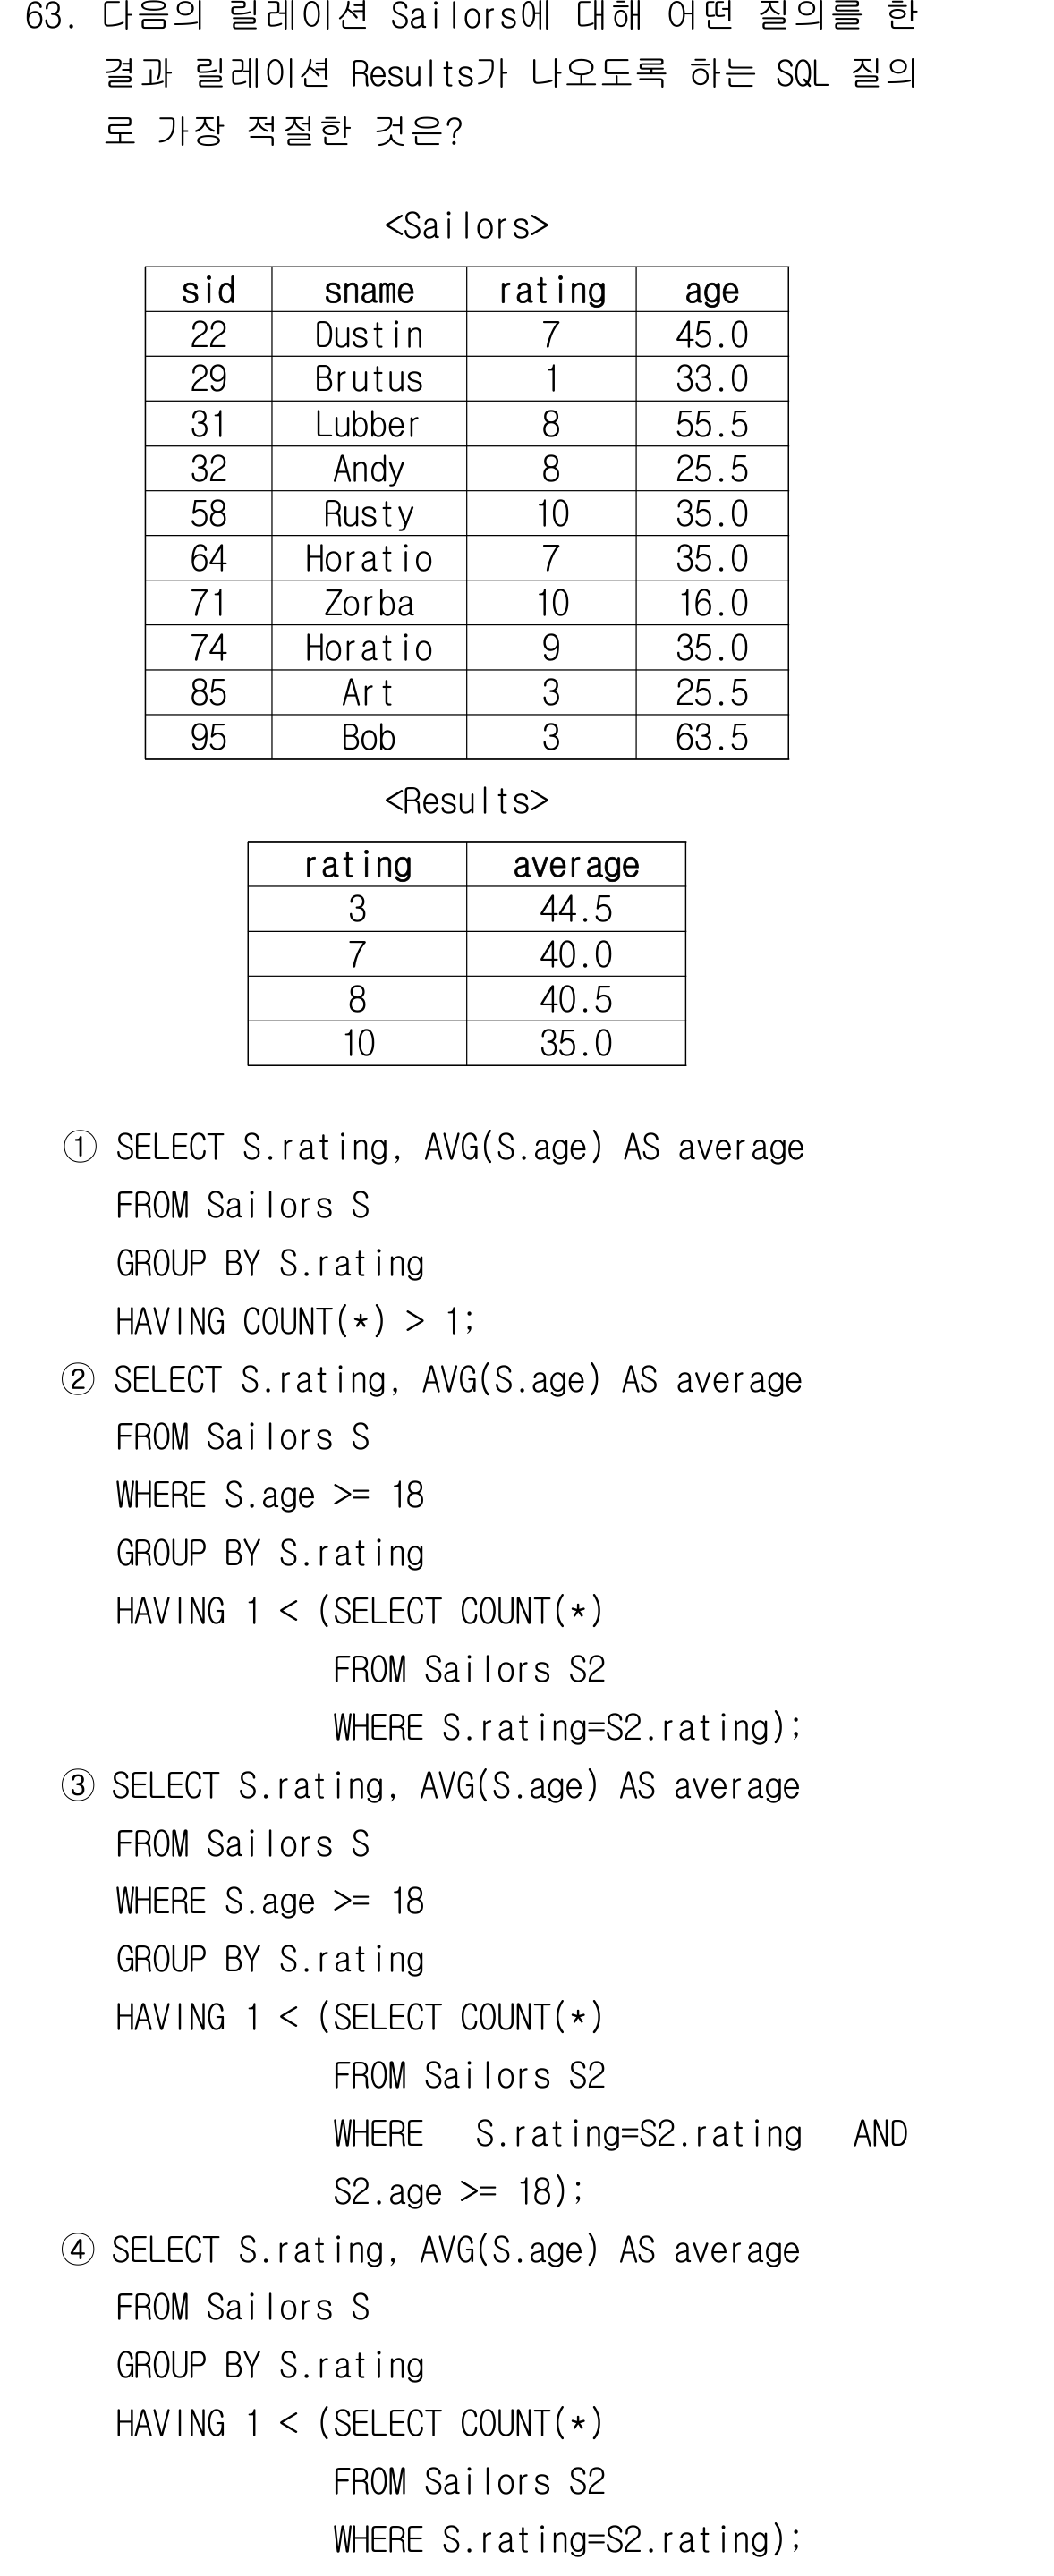 63. 다음의 릴레이션 Sailors에 대해 어떤 질의를 한
결과 릴레이션 Results가 나오도록 하는 SQL 질의
로 가장 적절한 것은?
<Sailors>
sid sname rating age
22 Dustin 7 45.0
29 Brutus 1 33.0
31 Lubber 8 55.5
32 Andy 8 25.5
58 Rusty 10 35.0
64 Horatio 7 35.0
71 Zorba 10 16.0
74 Horatio 9 35.0
85 Art 3 25.5
95 Bob 3 63.5
<Results>
rating average
3 44.5
7 40.0
8 40.5
10 35.0
① SELECT S.rating, AVG(S.age) AS average
FROM Sailors S
GROUP BY S.rating
HAVING COUNT(*) > 1;
② SELECT S.rating, AVG(S.age) AS average
FROM Sailors S
WHERE S.age >= 18
GROUP BY S.rating
HAVING 1 < (SELECT COUNT(*)
FROM Sailors S2
WHERE S.rating=S2.rating);
③ SELECT S.rating, AVG(S.age) AS average
FROM Sailors S
WHERE S.age >= 18
GROUP BY S.rating
HAVING 1 < (SELECT COUNT(*)
FROM Sailors S2
WHERE S.rating=S2.rating AND
S2.age >= 18);
④ SELECT S.rating, AVG(S.age) AS average
FROM Sailors S
GROUP BY S.rating
HAVING 1 < (SELECT COUNT(*)
FROM Sailors S2
WHERE S.rating=S2.rating);